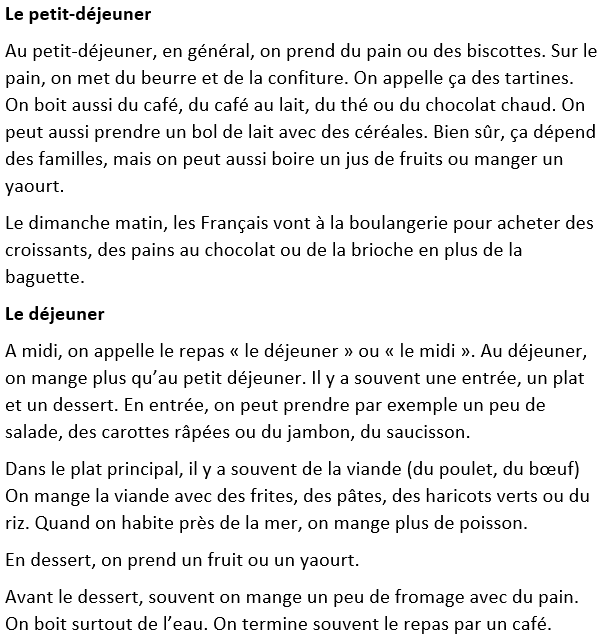 Le petit-déjeuner
Au petit-déjeuner, en général, on prend du pain ou des biscottes. Sur le
pain, on met du beurre et de la confiture. On appelle ça des tartines.
On boit aussi du café, du café au lait, du thé ou du chocolat chaud. On
peut aussi prendre un bol de lait avec des céréales. Bien sûr, ça dépend
des familles, mais on peut aussi boire un jus de fruits ou manger un
yaourt.
Le dimanche matin, les Français vont à la boulangerie pour acheter des
croissants, des pains au chocolat ou de la brioche en plus de la
baguette.
Le déjeuner
A midi, on appelle le repas « le déjeuner » ou « le midi ». Au déjeuner,
on mange plus qu’au petit déjeuner. Il y a souvent une entrée, un plat
et un dessert. En entrée, on peut prendre par exemple un peu de
salade, des carottes râpées ou du jambon, du saucisson.
Dans le plat principal, il y a souvent de la viande (du poulet, du bœuf)
On mange la viande avec des frites, des pâtes, des haricots verts ou du
riz. Quand on habite près de la mer, on mange plus de poisson.
En dessert, on prend un fruit ou un yaourt.
Avant le dessert, souvent on mange un peu de fromage avec du pain.
On boit surtout de l’eau. On termine souvent le repas par un café.